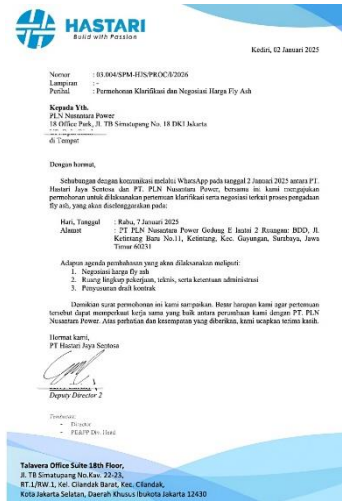 HASTARI
Build with Passion
Kediri, 02 Januari 2025
Nomor : 03.004/SPM-HJS/PROC/I/2026
Lampiran : -
Perihal : Permohonan Klarifikasi dan Negosiasi Harga Fly Ash
Kepada Yth.
PLN Nusantara Power
18 Office Park, Jl. TB Simatupang No. 18 DKI Jakarta
di Tempat
Dengan hormat,
Sehubungan dengan komunikasi melalui WhatsApp pada tanggal 2 Januari 2025 antara PT.
Hastari Jaya Sentosa dan PT. PLN Nusantara Power, bersama ini kami mengajukan
permohonan untuk dilaksanakan pertemuan klarifikasi serta negosiasi terkait proses pengadaan
fly ash, yang akan diselenggarakan pada:
Hari, Tanggal : Rabu, 7 Januari 2025
Alamat : PT PLN Nusantara Power Gedung E lantai 2 Ruangan: BDD, Jl.
Ketintang Baru No.11, Ketintang, Kec. Gayungan, Surabaya, Jawa
Timur 60231
Adapun agenda pembahasan yang akan dilaksanakan meliputi:
1. Negosiasi harga fly ash
2. Ruang lingkup pekerjaan, teknis, serta ketentuan administrasi
3. Penyusunan draft kontrak
Demikian surat permohonan ini kami sampaikan. Besar harapan kami agar pertemuan
tersebut dapat mempererat kerja sama yang baik antara perusahaan kami dengan PT. PLN
Nusantara Power. Atas perhatian dan kesempatan yang diberikan, kami ucapkan terima kasih.
Hormat kami,
PT Hastari Jaya Sentosa
Deputy Director 2
Tembusan:
- Director
Talavera Office Suite 18th Floor,
Jl. TB Simatupang No.Kav. 22-23,
RT.1/RW.1, Kel. Cilandak Barat, Kec. Cilandak,
Kota Jakarta Selatan, Daerah Khusus Ibukota Jakarta 12430